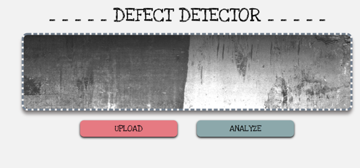 _ _ _ _ _ DEFECT DETECTOR _ _ _ _ _
UPLOAD
ANALYZE